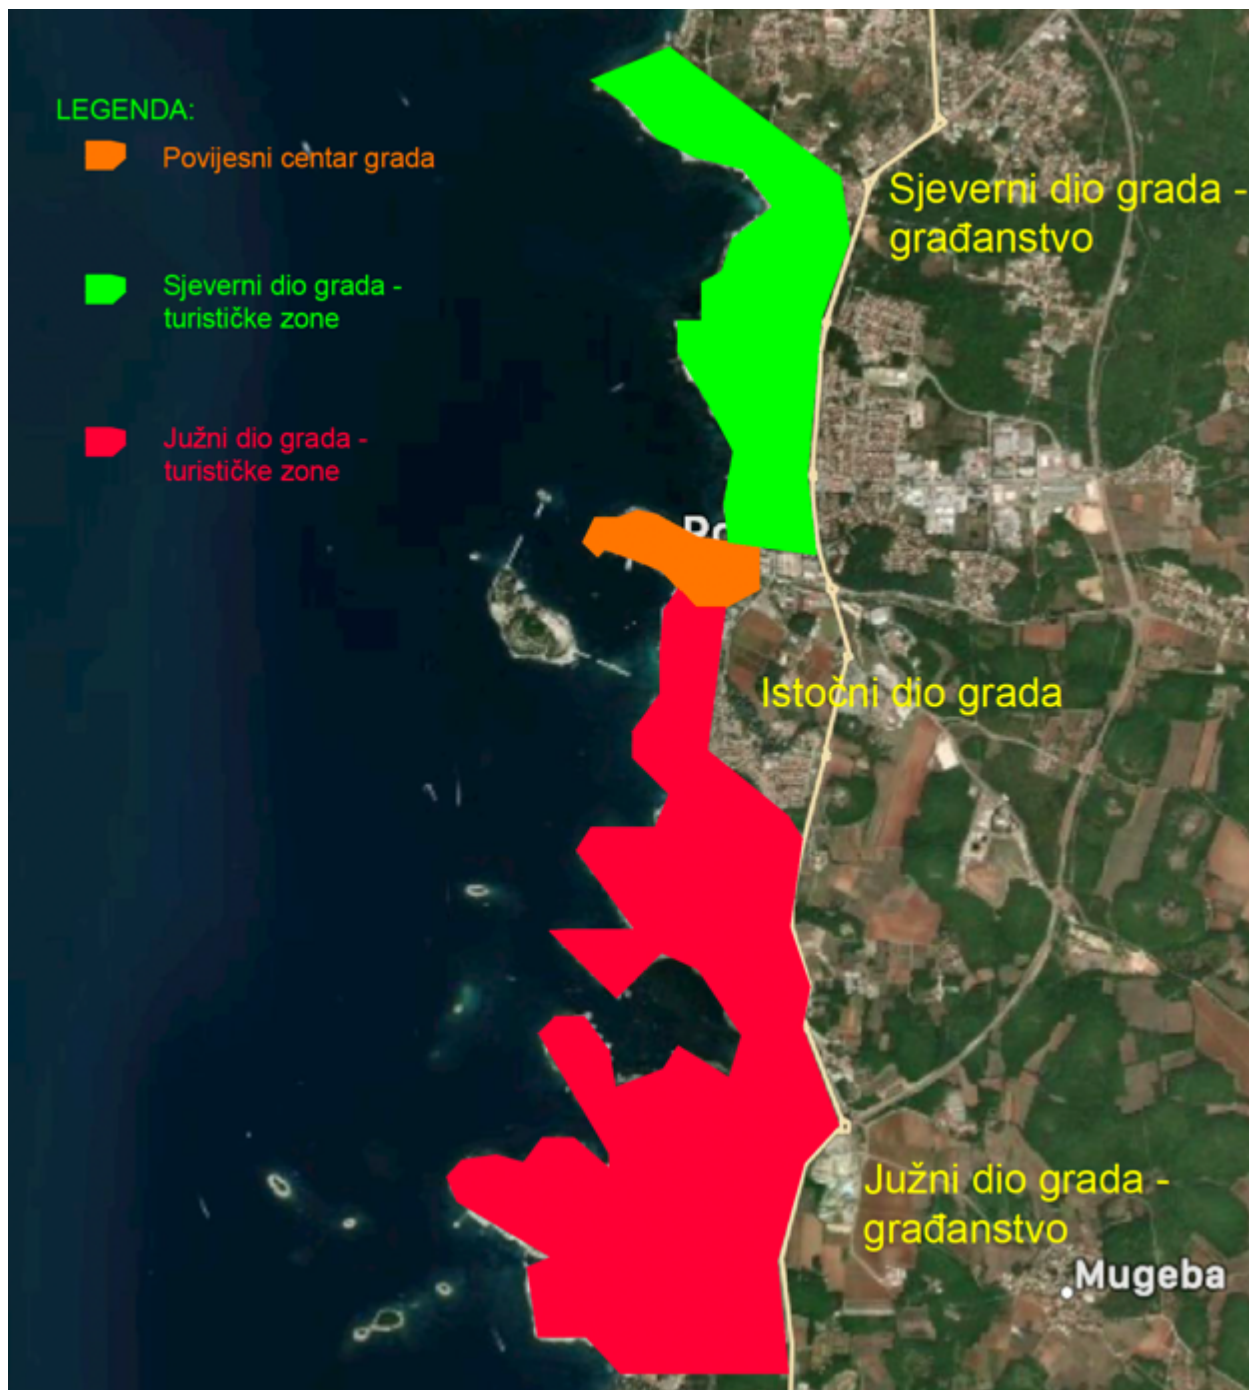 LEGENDA:
Povijesni centar grada
Sjeverni dio grada -
turističke zone
Južni dio grada -
turističke zone
Sjeverni dio grada -
građanstvo
Istočni dio grada
Južni dio grada -
građanstvo
Mugeba